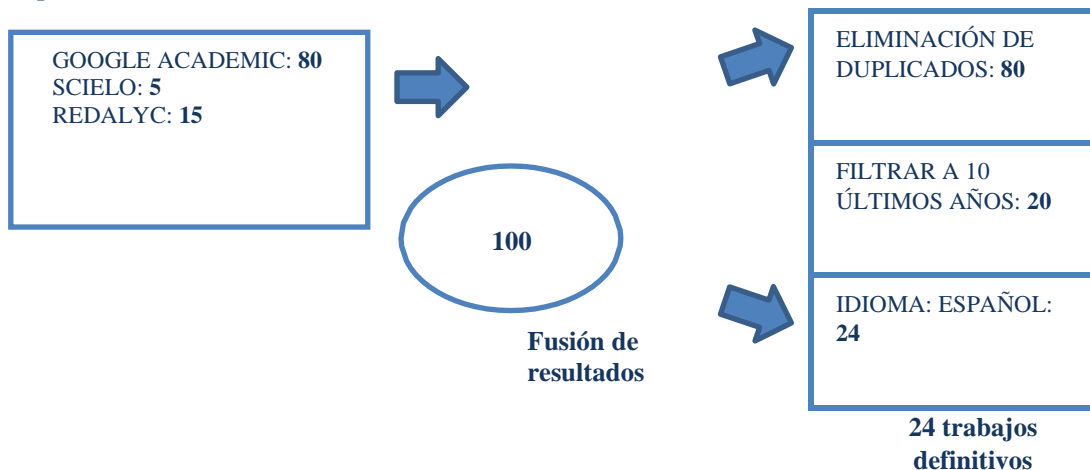 GOOGLE ACADEMIC: 80
SCIELO: 5
REDALYC: 15
100
Fusión de
resultados
ELIMINACIÓN DE
DUPLICADOS: 80
FILTRAR A 10
ÚLTIMOS AÑOS: 20
IDIOMA: ESPAÑOL:
24
24 trabajos
definitivos